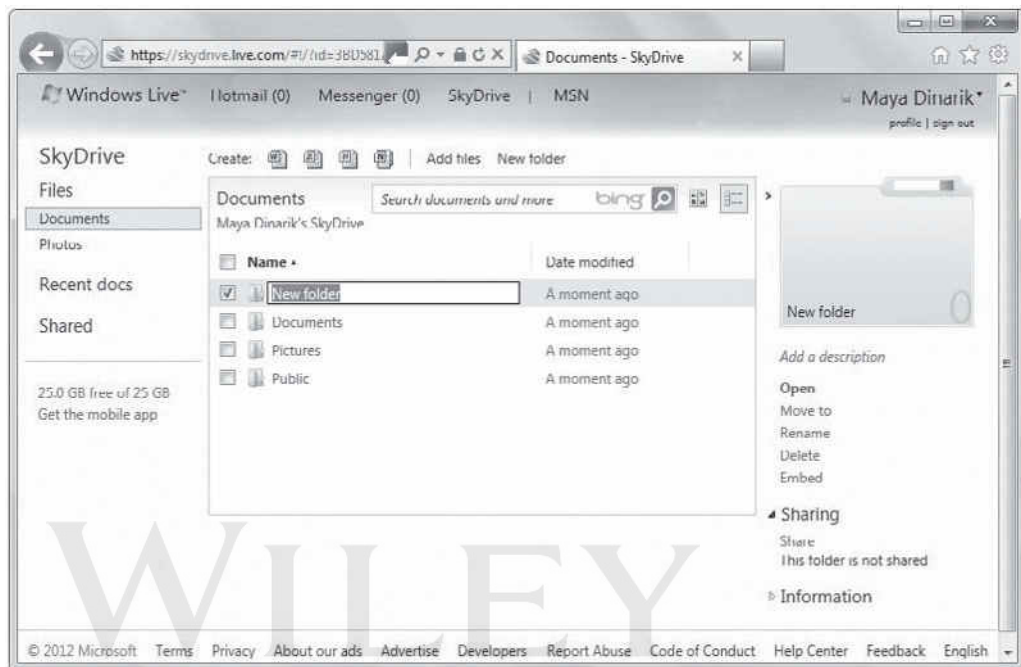 https://skydrive.live.com/#!/?id=3BD581
Documents - SkyDrive
Windows Live
Hotmail (0) Messenger (0) SkyDrive | MSN
Maya Dinarik
profile | sign out
SkyDrive
Create: Add files New folder
Files
Documents
Photos
Recent docs
Shared
25.0 GB free of 25 GB
Get the mobile app
Documents
Search documents and more bing
Maya Dinarik's SkyDrive
Name Date modified
New folder A moment ago
Documents A moment ago
Pictures A moment ago
Public A moment ago
New folder
Add a description
Open
Move to
Rename
Delete
Embed
Sharing
Share
This folder is not shared
Information
WILEY
© 2012 Microsoft Terms Privacy About our ads Advertise Developers Report Abuse Code of Conduct Help Center Feedback English